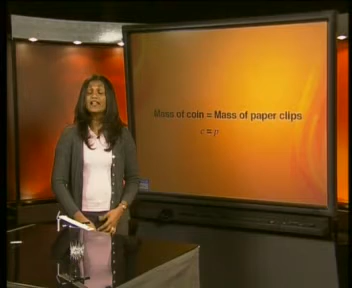 Mass of coin = Mass of paper clips
c = p